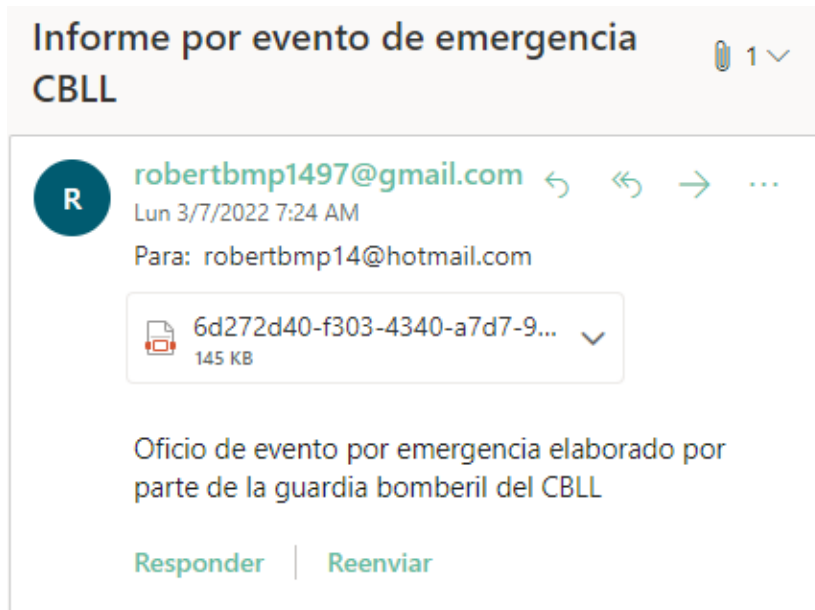 Informe por evento de emergencia
CBLL
1
R
robertbmp1497@gmail.com
Lun 3/7/2022 7:24 AM
Para: robertbmp14@hotmail.com
6d272d40-f303-4340-a7d7-9...
145 KB
Oficio de evento por emergencia elaborado por
parte de la guardia bomberil del CBLL
Responder
Reenviar